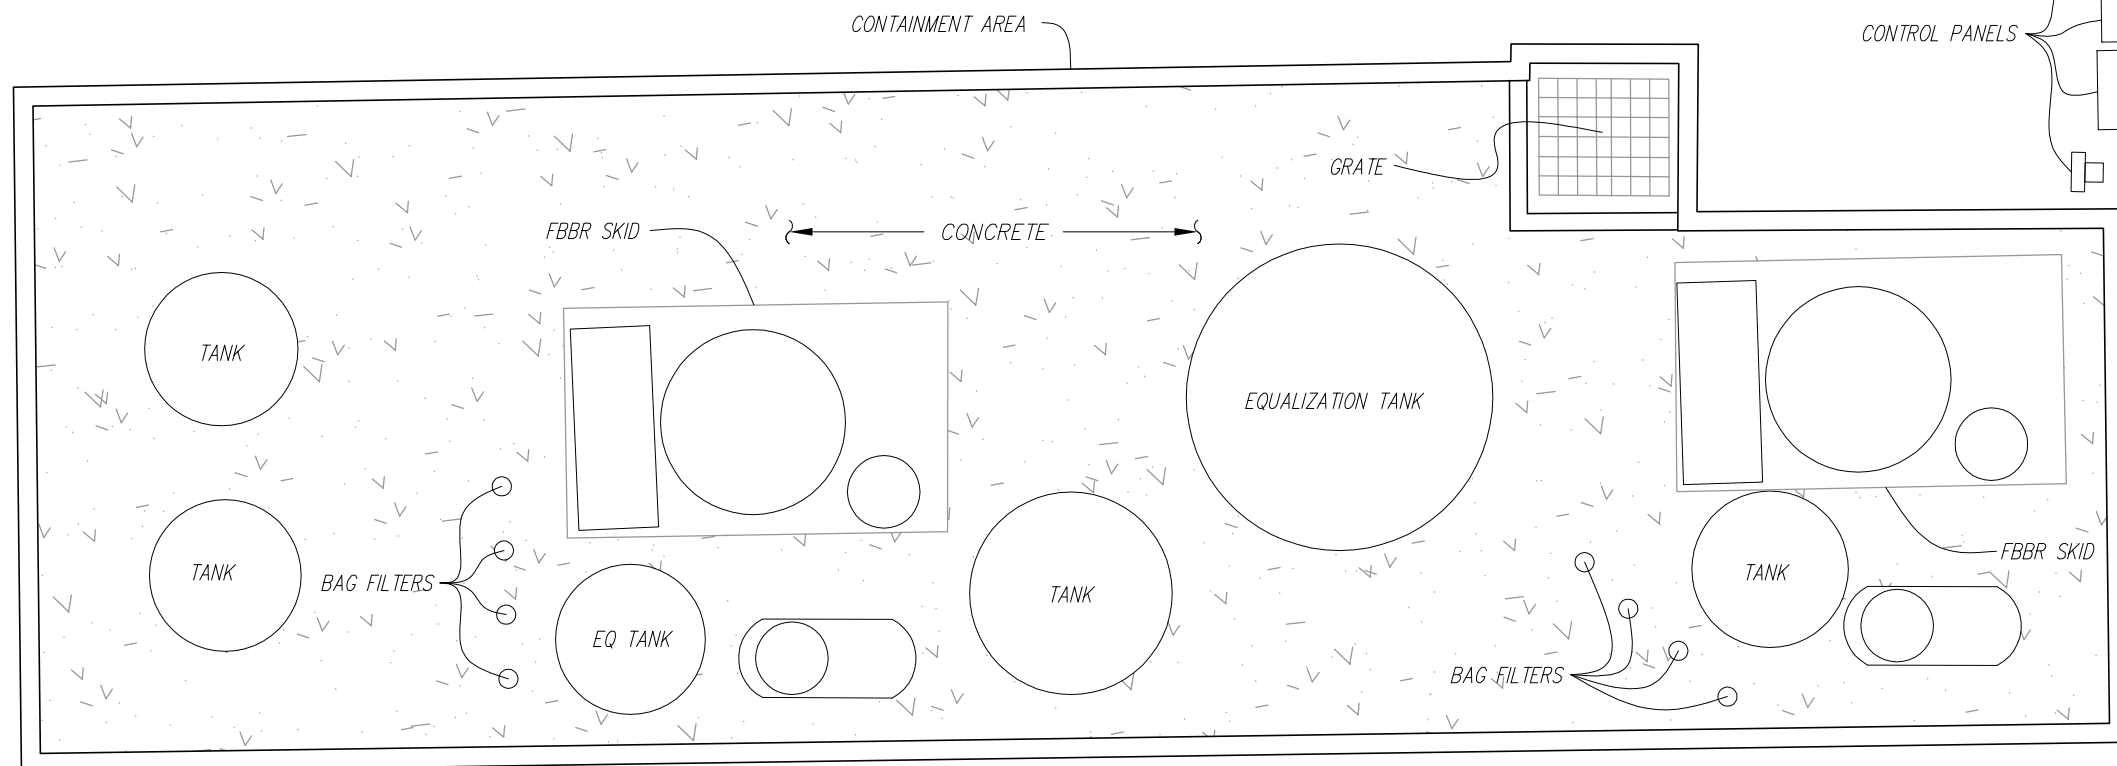 CONTAINMENT AREA
CONTROL PANELS
GRATE
FBBR SKID
CONCRETE
TANK
EQUALIZATION TANK
TANK
BAG FILTERS
FBBR SKID
TANK
TANK
EQ TANK
BAG FILTERS